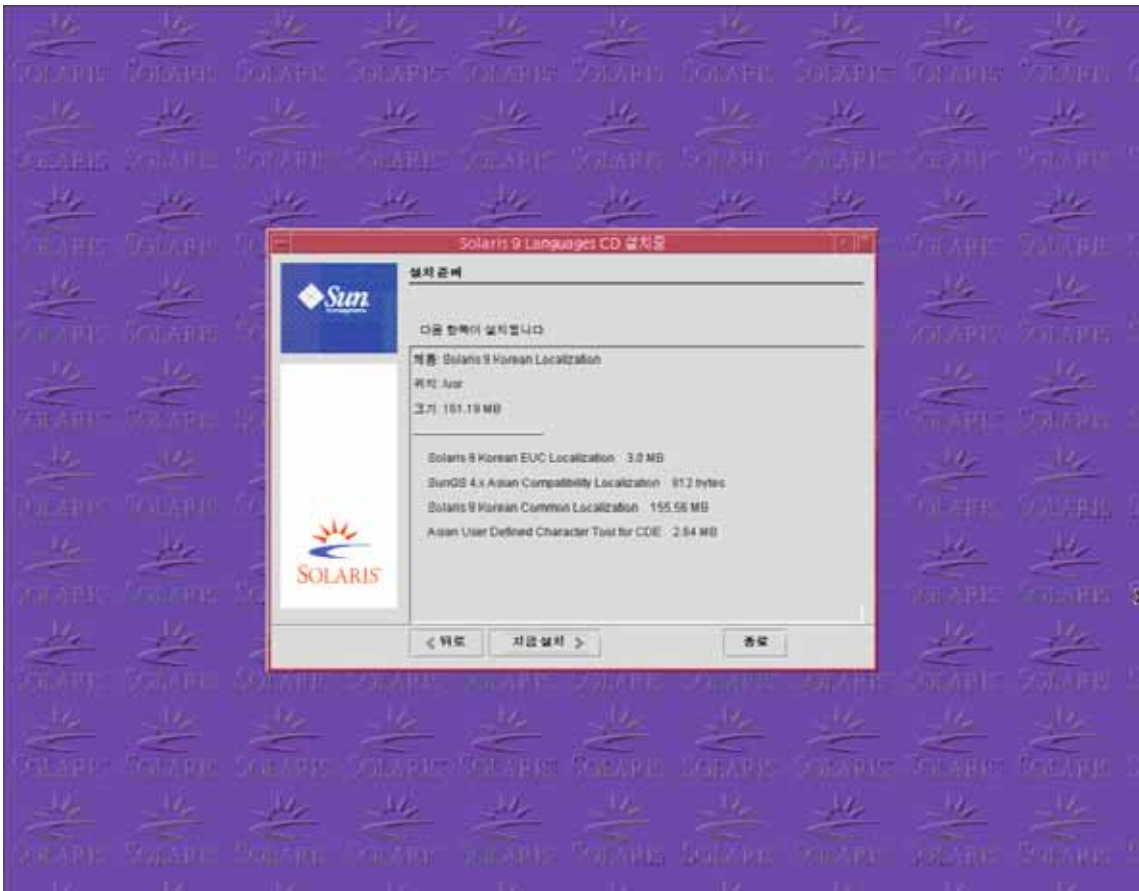 Solaris 9 Languages CD 설치중
Sun
설치 준비
다음 항목이 설치됩니다
제품: Solaris 9 Korean Localization
위치: /usr
크기: 161.19 MB
Solaris 9 Korean EUC Localization 3.0 MB
SunOS 4.x Asian Compatibility Localization 912 bytes
Solaris 9 Korean Common Localization 155.56 MB
Asian User Defined Character Tool for CDE 2.64 MB
SOLARIS
< 뒤로
지금 설치 >
종료